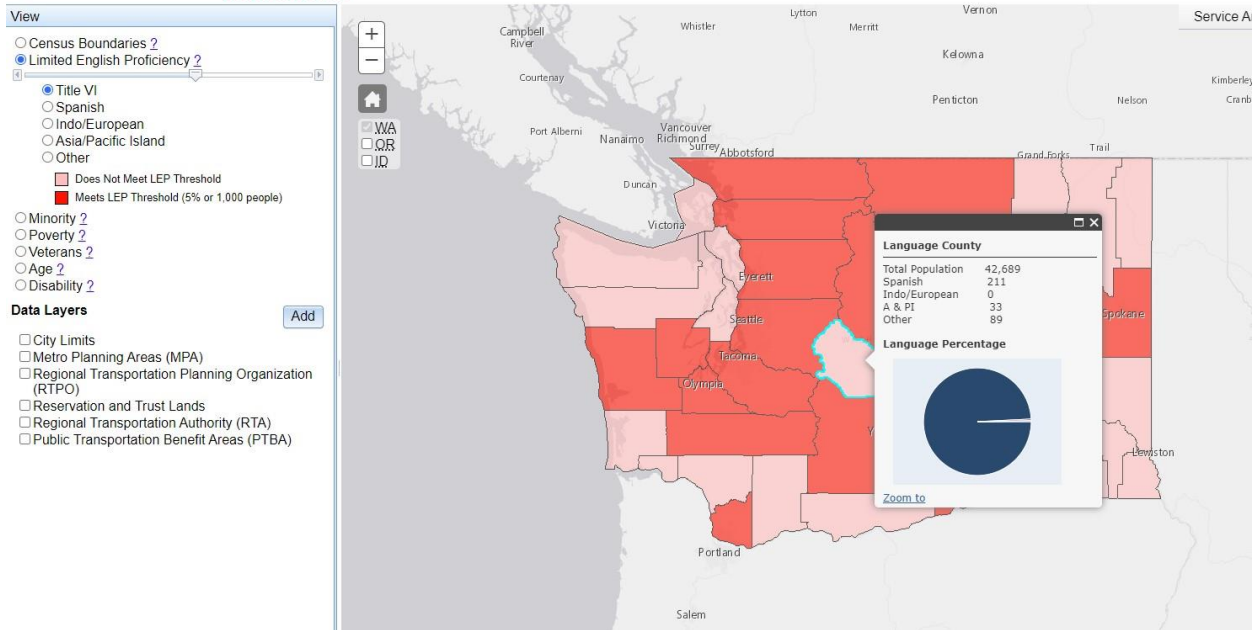 View
Census Boundaries ?
Limited English Proficiency ?
Title VI
Spanish
Indo/European
Asia/Pacific Island
Other
Does Not Meet LEP Threshold
Meets LEP Threshold (5% or 1,000 people)
Minority ?
Poverty ?
Veterans ?
Age ?
Disability ?
Data Layers
Add
City Limits
Metro Planning Areas (MPA)
Regional Transportation Planning Organization
(RTPO)
Reservation and Trust Lands
Regional Transportation Authority (RTA)
Public Transportation Benefit Areas (PTBA)
+
−
WA
OR
ID
Service
Lytton
Vernon
Campbell
River
Whistler
Merritt
Kelowna
Courtenay
Kimberley
Penticton
Nelson
Port Alberni
Nanaimo
Vancouver
Richmond
Surrey
Abbotsford
Grand Forks
Trail
Duncan
Victoria
Everett
Seattle
Tacoma
Olympia
Spokane
Lewiston
Portland
Salem
Language County
Total Population 42,689
Spanish 211
Indo/European 0
A & PI 33
Other 89
Language Percentage
Zoom to